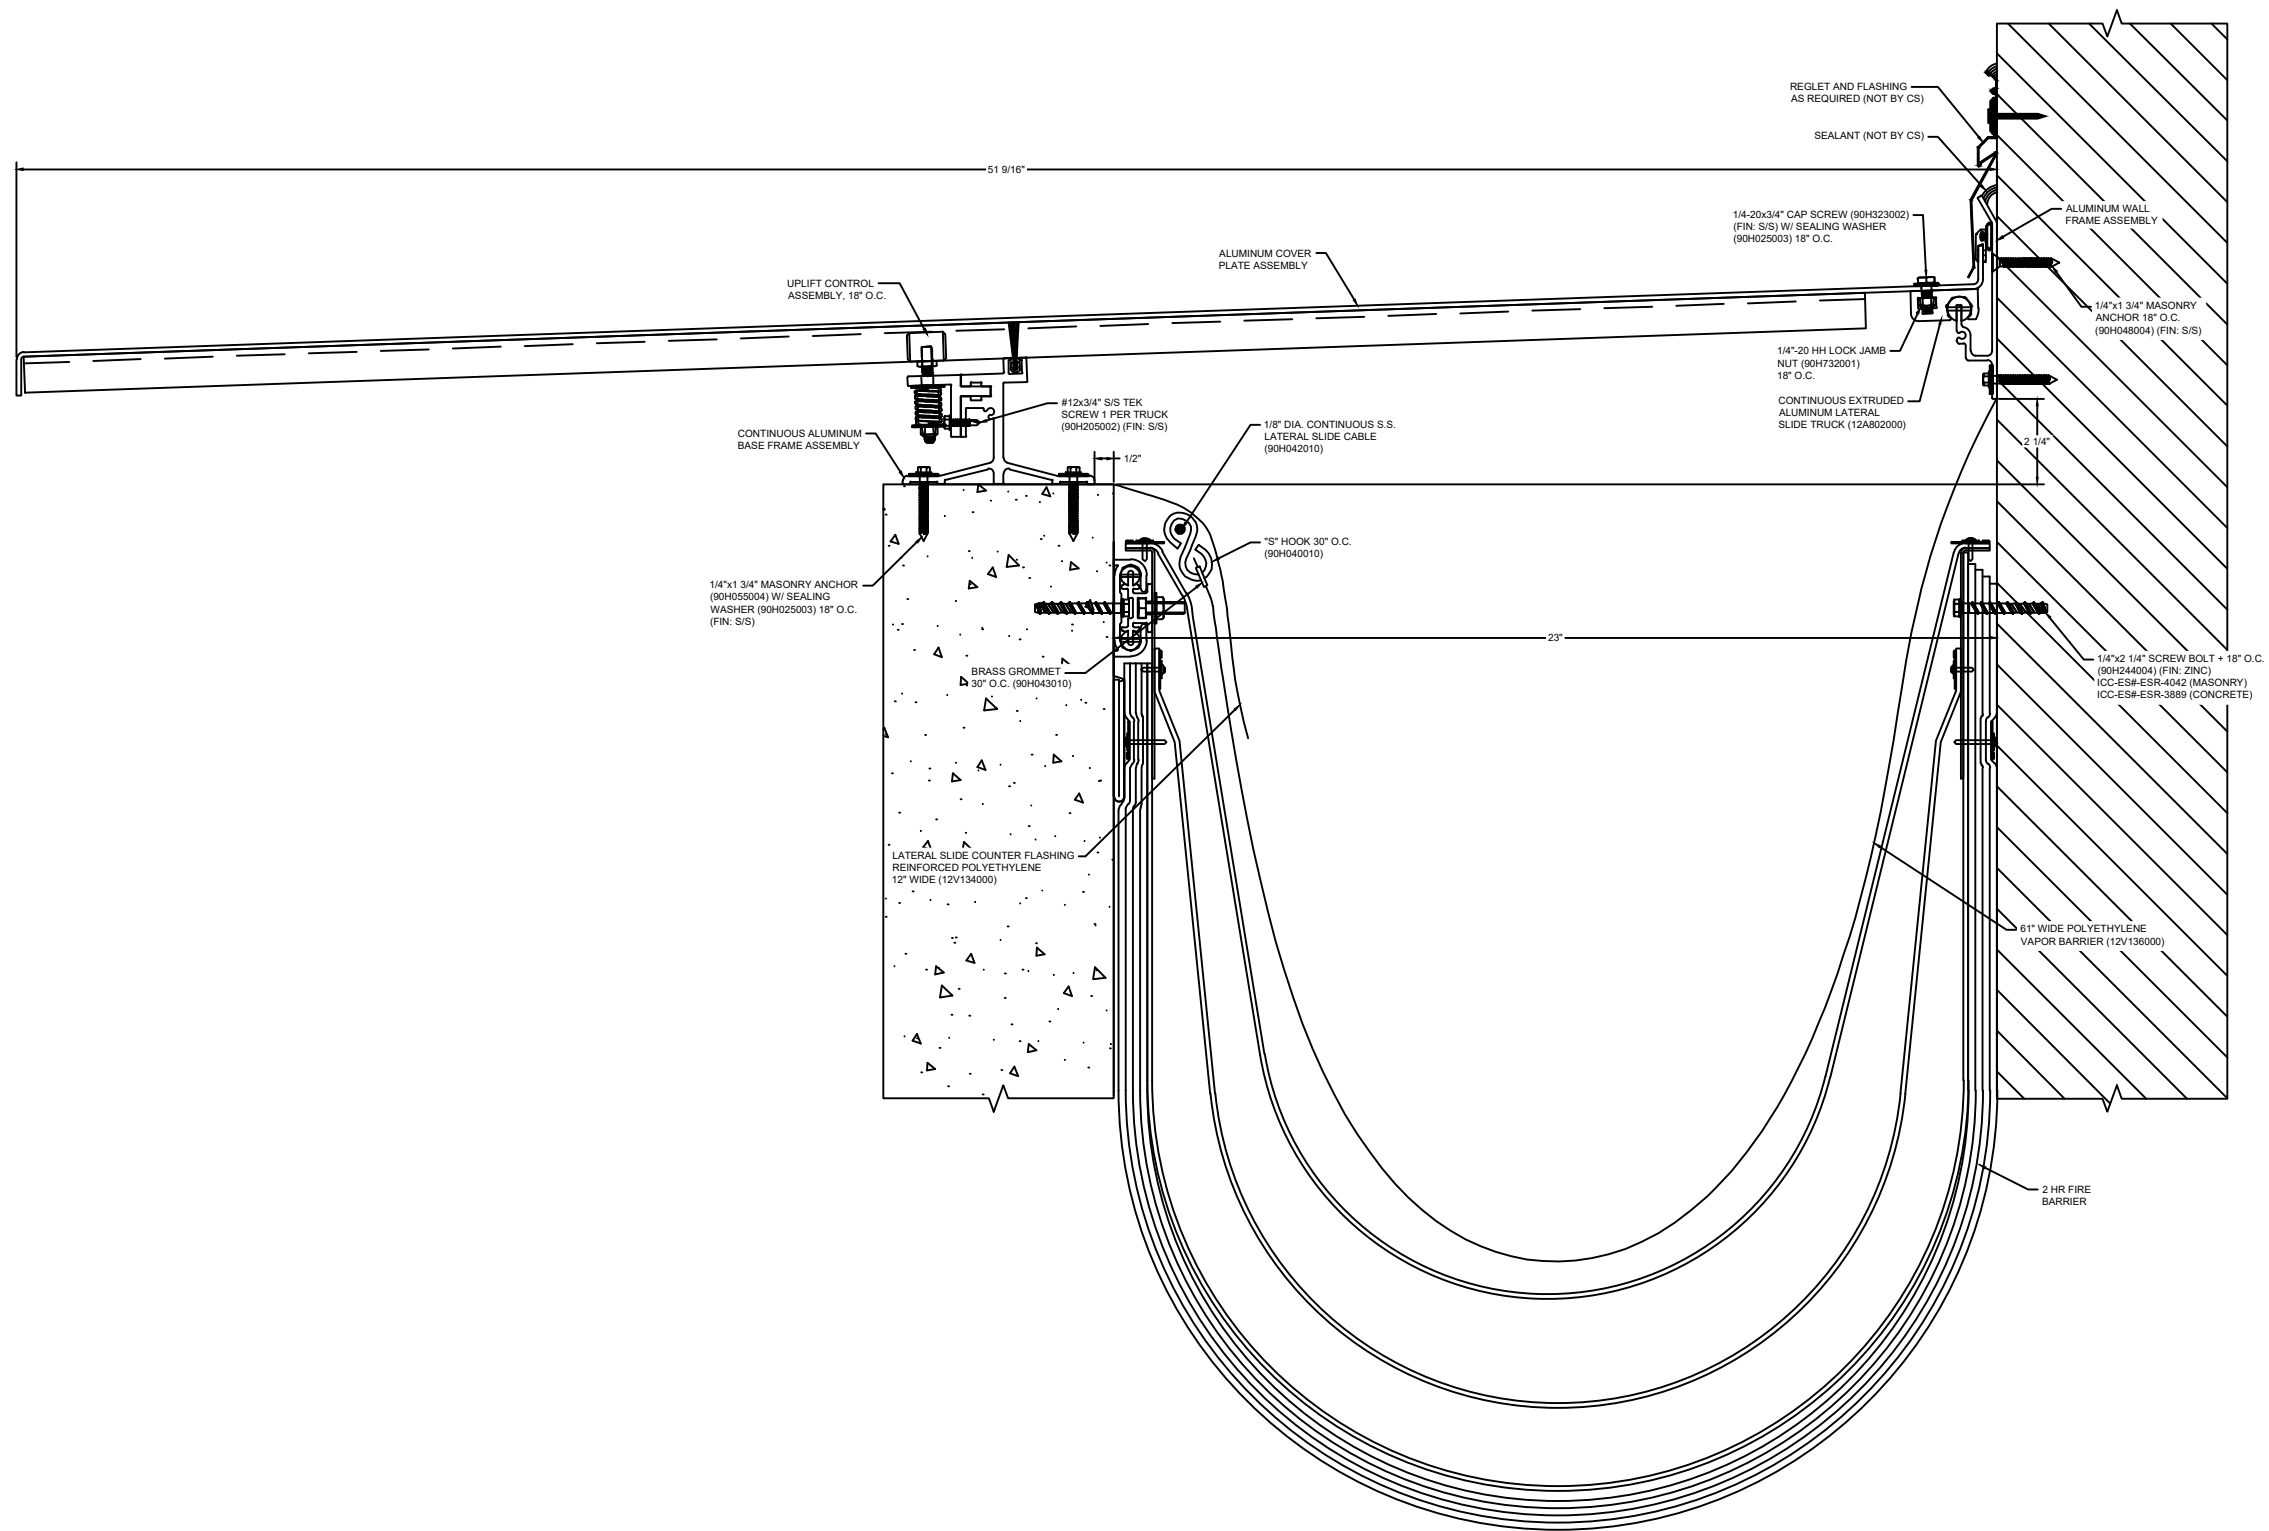 REGLET AND FLASHING
AS REQUIRED (NOT BY CS)
SEALANT (NOT BY CS)
51 9/16"
1/4-20x3/4" CAP SCREW (90H323002)
(FIN: S/S) W/ SEALING WASHER
(90H025003) 18" O.C.
ALUMINUM WALL
FRAME ASSEMBLY
ALUMINUM COVER
PLATE ASSEMBLY
UPLIFT CONTROL
ASSEMBLY, 18" O.C.
1/4"x1 3/4" MASONRY
ANCHOR 18" O.C.
(90H048004) (FIN: S/S)
1/4"-20 HH LOCK JAMB
NUT (90H732001)
18" O.C.
CONTINUOUS EXTRUDED
ALUMINUM LATERAL
SLIDE TRUCK (12A802000)
#12x3/4" S/S TEK
SCREW 1 PER TRUCK
(90H205002) (FIN: S/S)
1/8" DIA. CONTINUOUS S.S.
LATERAL SLIDE CABLE
(90H042010)
CONTINUOUS ALUMINUM
BASE FRAME ASSEMBLY
2 1/4"
1/2"
"S" HOOK 30" O.C.
(90H040010)
1/4"x1 3/4" MASONRY ANCHOR
(90H055004) W/ SEALING
WASHER (90H025003) 18" O.C.
(FIN: S/S)
23"
BRASS GROMMET
30" O.C. (90H043010)
1/4"x2 1/4" SCREW BOLT + 18" O.C.
(90H244004) (FIN: ZINC)
ICC-ES#-ESR-4042 (MASONRY)
ICC-ES#-ESR-3889 (CONCRETE)
LATERAL SLIDE COUNTER FLASHING
REINFORCED POLYETHYLENE
12" WIDE (12V134000)
61" WIDE POLYETHYLENE
VAPOR BARRIER (12V136000)
2 HR FIRE
BARRIER